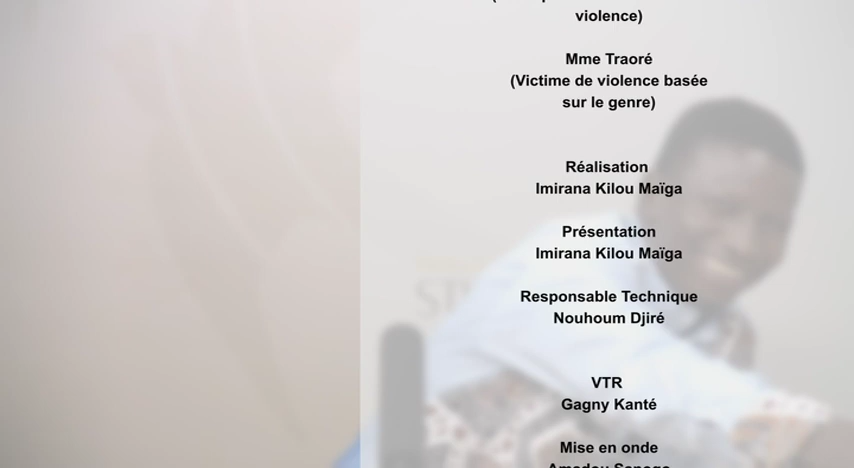 violence)
Mme Traoré
(Victime de violence basée
sur le genre)
Réalisation
Imirana Kilou Maïga
Présentation
Imirana Kilou Maïga
Responsable Technique
Nouhoum Djiré
VTR
Gagny Kanté
Mise en onde